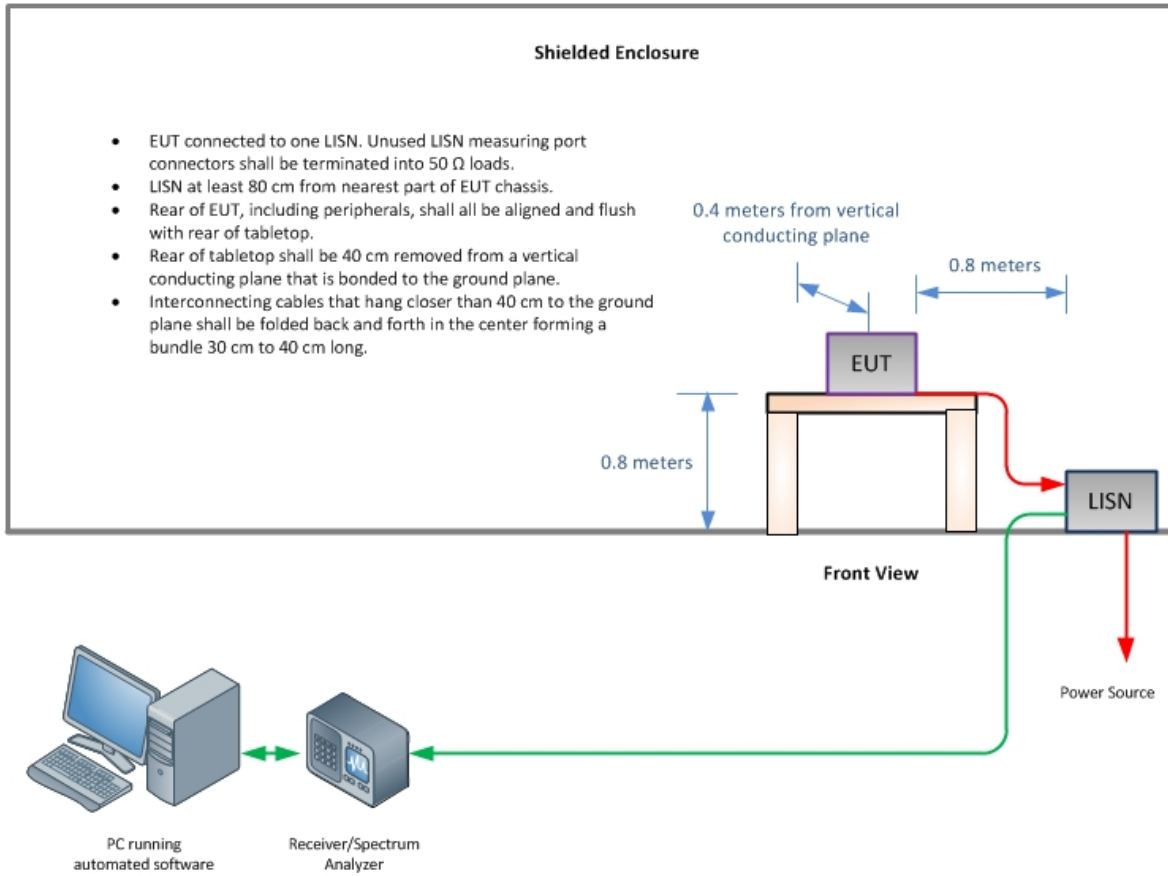 Shielded Enclosure
• EUT connected to one LISN. Unused LISN measuring port
connectors shall be terminated into 50 Ω loads.
• LISN at least 80 cm from nearest part of EUT chassis.
• Rear of EUT, including peripherals, shall all be aligned and flush
with rear of tabletop.
• Rear of tabletop shall be 40 cm removed from a vertical
conducting plane that is bonded to the ground plane.
• Interconnecting cables that hang closer than 40 cm to the ground
plane shall be folded back and forth in the center forming a
bundle 30 cm to 40 cm long.
0.4 meters from vertical
conducting plane
0.8 meters
EUT
0.8 meters
LISN
Front View
Power Source
PC running
automated software
Receiver/Spectrum
Analyzer